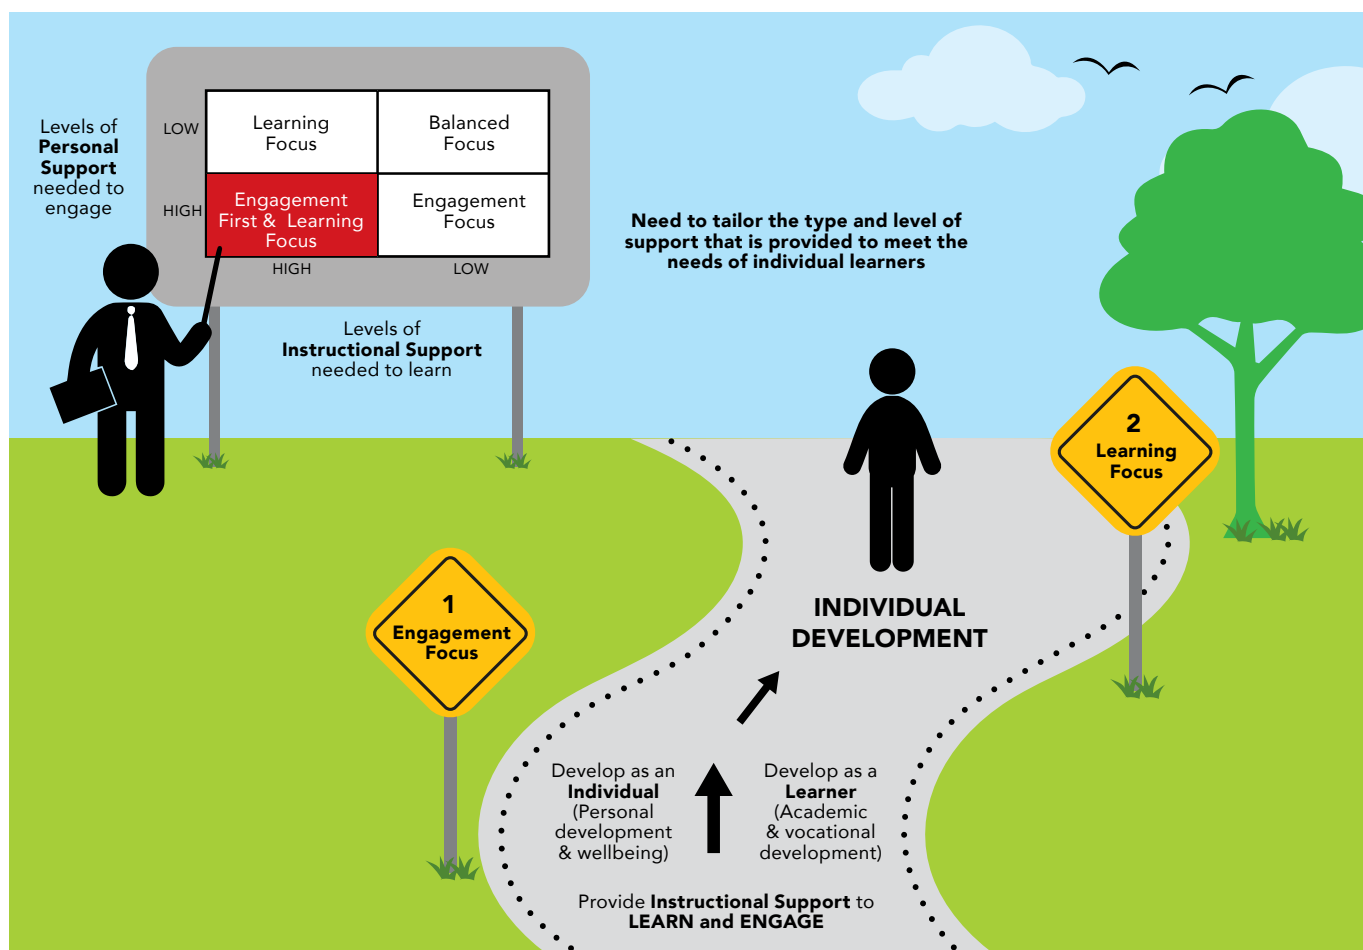 Levels of
Personal
Support
needed to
engage
LOW
Learning
Focus
Balanced
Focus
HIGH
Engagement
First & Learning
Focus
Engagement
Focus
HIGH
LOW
Levels of
Instructional Support
needed to learn
Need to tailor the type and level of
support that is provided to meet the
needs of individual learners
2
Learning
Focus
1
Engagement
Focus
INDIVIDUAL
DEVELOPMENT
Develop as an
Individual
(Personal
development
& wellbeing)
Develop as a
Learner
(Academic
& vocational
development)
Provide Instructional Support to
LEARN and ENGAGE